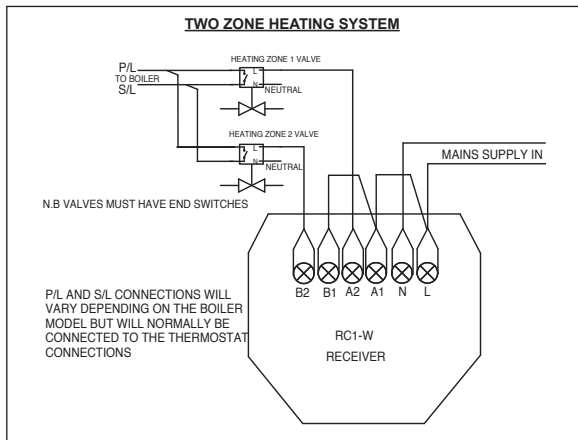 TWO ZONE HEATING SYSTEM
HEATING ZONE 1 VALVE
P/L
TO BOILER
S/L
L
N
NEUTRAL
HEATING ZONE 2 VALVE
L
N
NEUTRAL
MAINS SUPPLY IN
N.B VALVES MUST HAVE END SWITCHES
B2 B1 A2 A1 N L
P/L AND S/L CONNECTIONS WILL
VARY DEPENDING ON THE BOILER
MODEL BUT WILL NORMALLY BE
CONNECTED TO THE THERMOSTAT
CONNECTIONS
RC1-W
RECEIVER